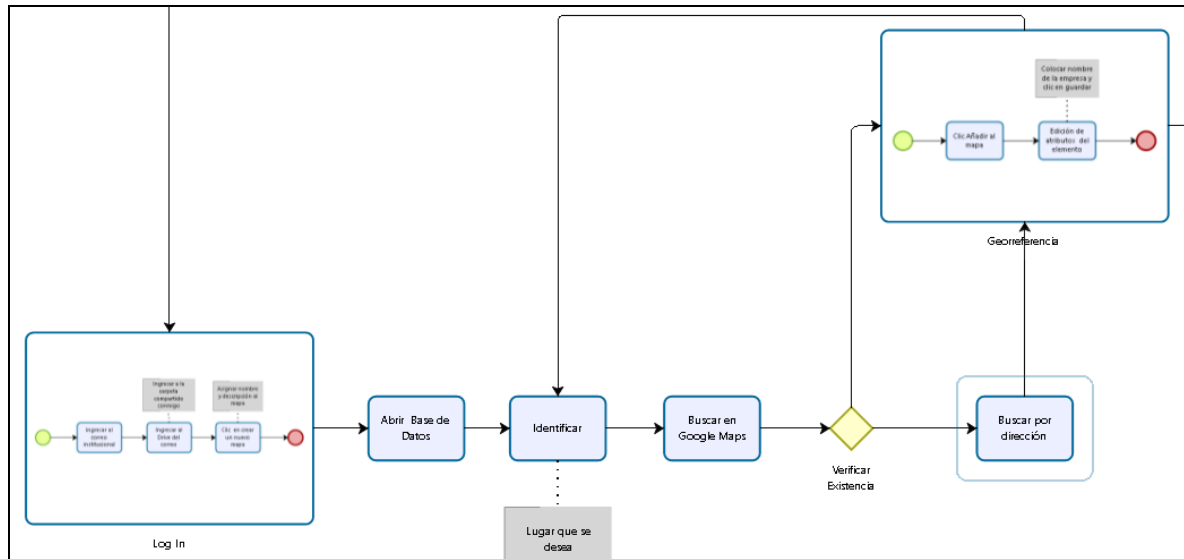 Colocar nombre
de la empresa y
clic en guardar
Clic Añadir al
mapa
Edición de
atributos del
elemento
Georreferencia
Ingresar a la
carpeta
compartida
conmigo
Asignar nombre
y descripción al
mapa
Ingresar al
correo
institucional
Ingresar al
Drive del
correo
Clic en crear
un nuevo
mapa
Log In
Abrir Base de
Datos
Identificar
Lugar que se
desea
Buscar en
Google Maps
Verificar
Existencia
Buscar por
dirección